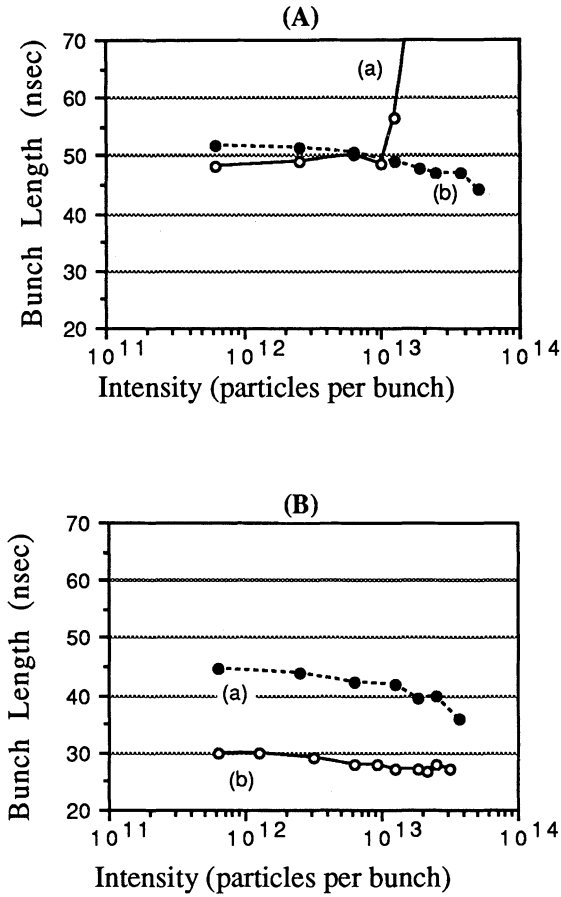 (A)
Bunch Length (nsec)
70
60
50
40
30
20
(a)
(b)
10^11
10^12
10^13
10^14
Intensity (particles per bunch)
(B)
Bunch Length (nsec)
70
60
50
40
30
20
(a)
(b)
10^11
10^12
10^13
10^14
Intensity (particles per bunch)